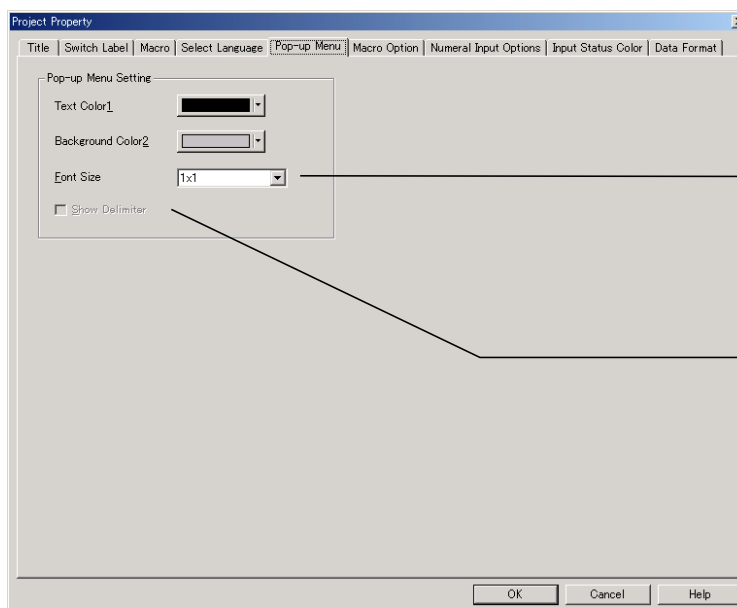 Project Property
Title Switch Label Macro Select Language Pop-up Menu Macro Option Numeral Input Options Input Status Color Data Format
Pop-up Menu Setting
Text Color1
Background Color2
Font Size 1x1
Show Delimiter
OK Cancel Help